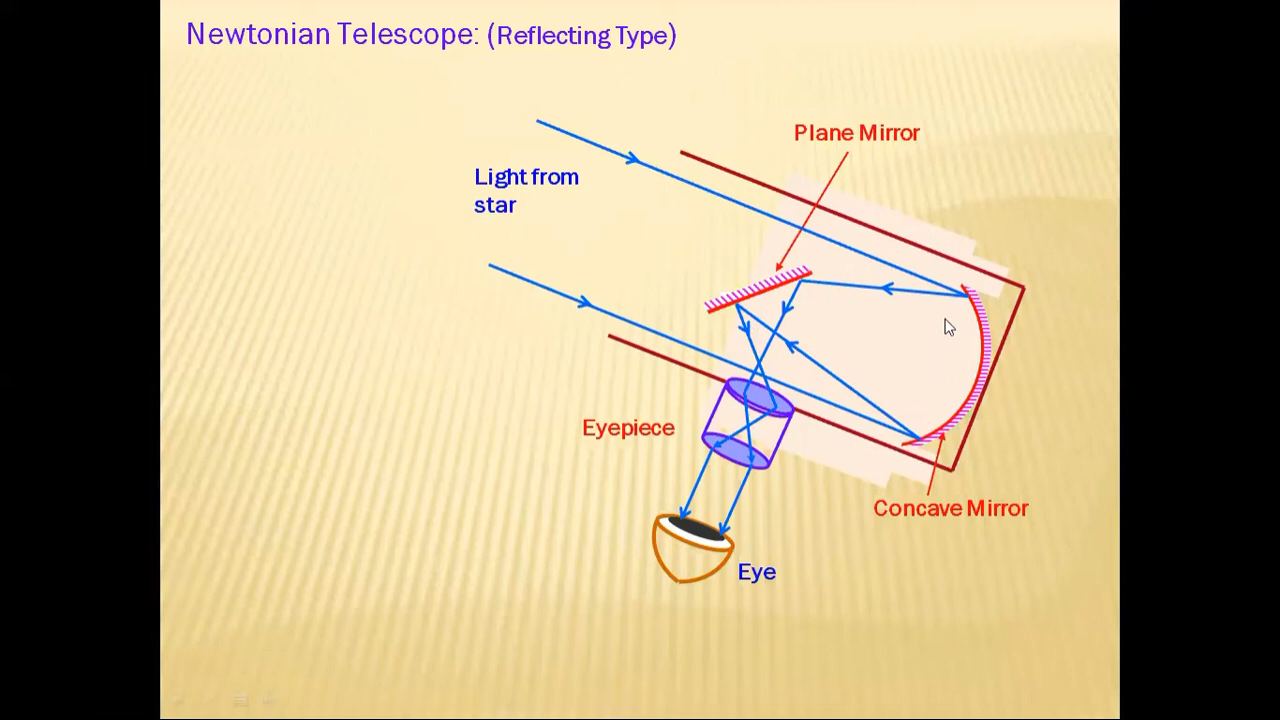 Newtonian Telescope: (Reflecting Type)
Plane Mirror
Light from
star
Eyepiece
Concave Mirror
Eye